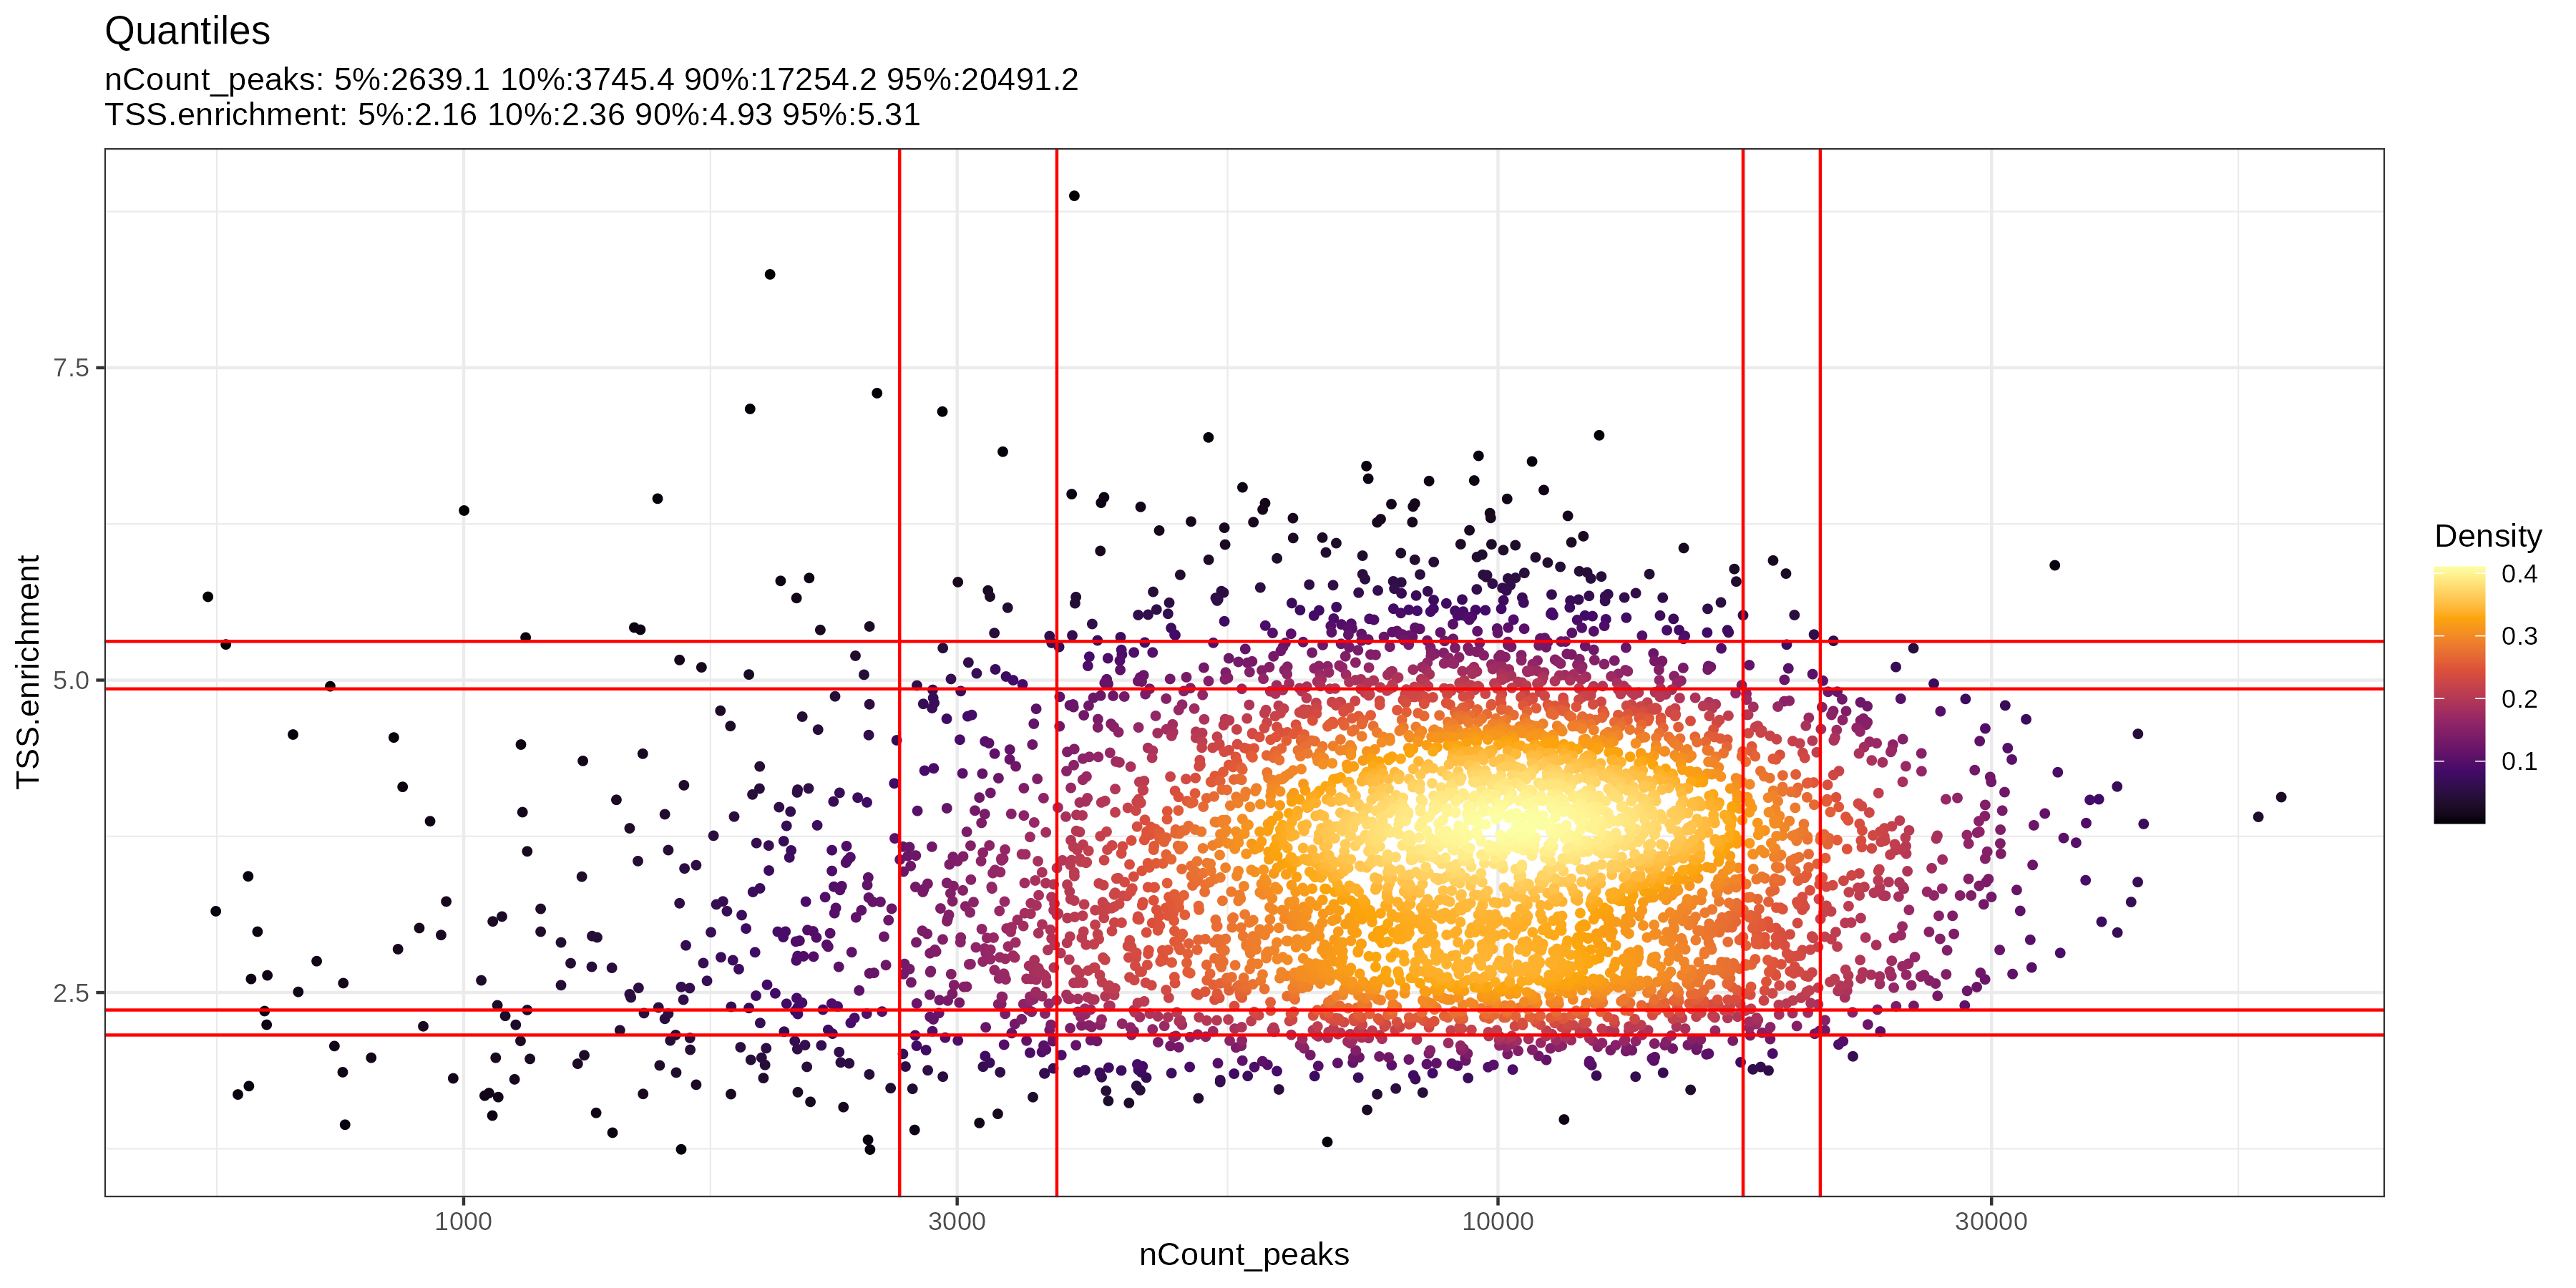 Quantiles
nCount_peaks: 5%:2639.1 10%:3745.4 90%:17254.2 95%:20491.2
TSS.enrichment: 5%:2.16 10%:2.36 90%:4.93 95%:5.31
7.5
5.0
2.5
TSS.enrichment
1000
3000
10000
30000
nCount_peaks
Density
0.4
0.3
0.2
0.1